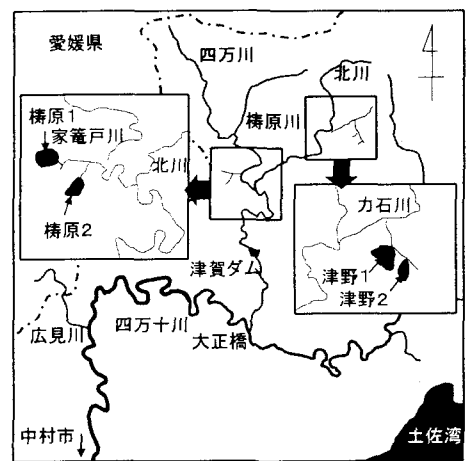 愛媛県
四万川
北川
梼原川
梼原1
家篭戸川
北川
梼原2
力石川
津野1
津野2
津賀ダム
広見川
四万十川
大正橋
中村市
土佐湾